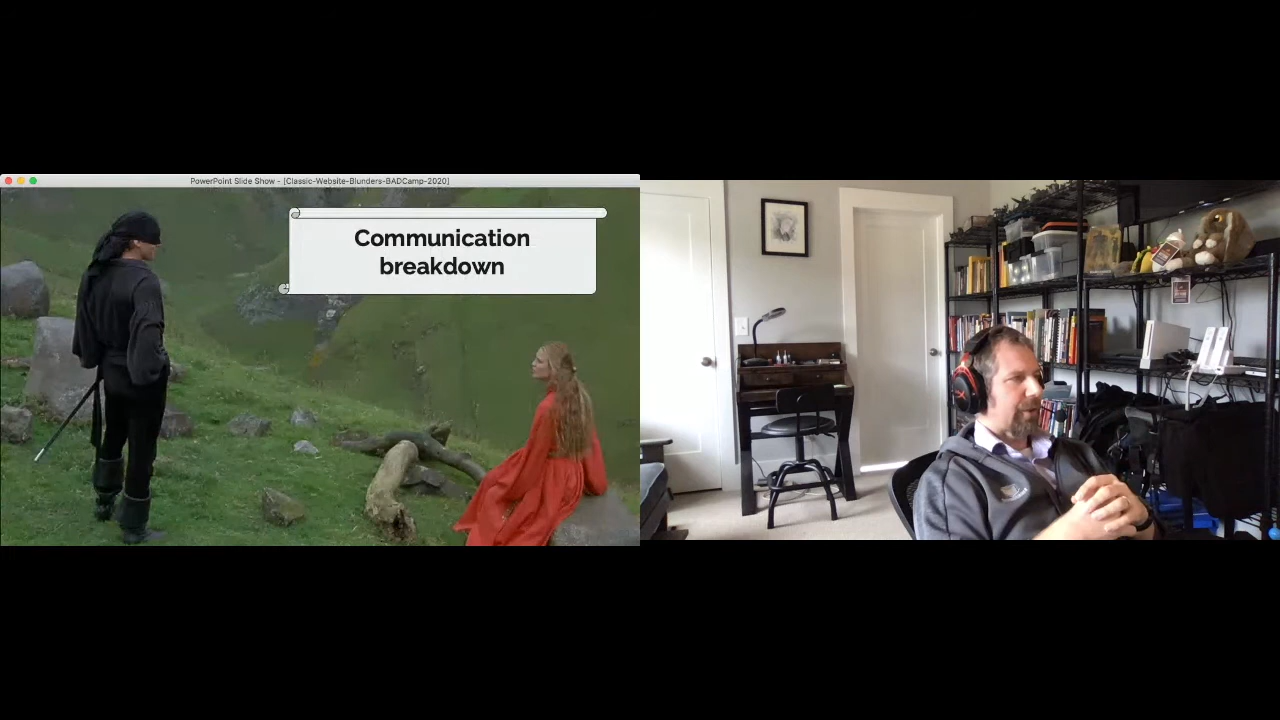 PowerPoint Slide Show - [Classic-Website-Blunders-BADCamp-2020]
Communication
breakdown